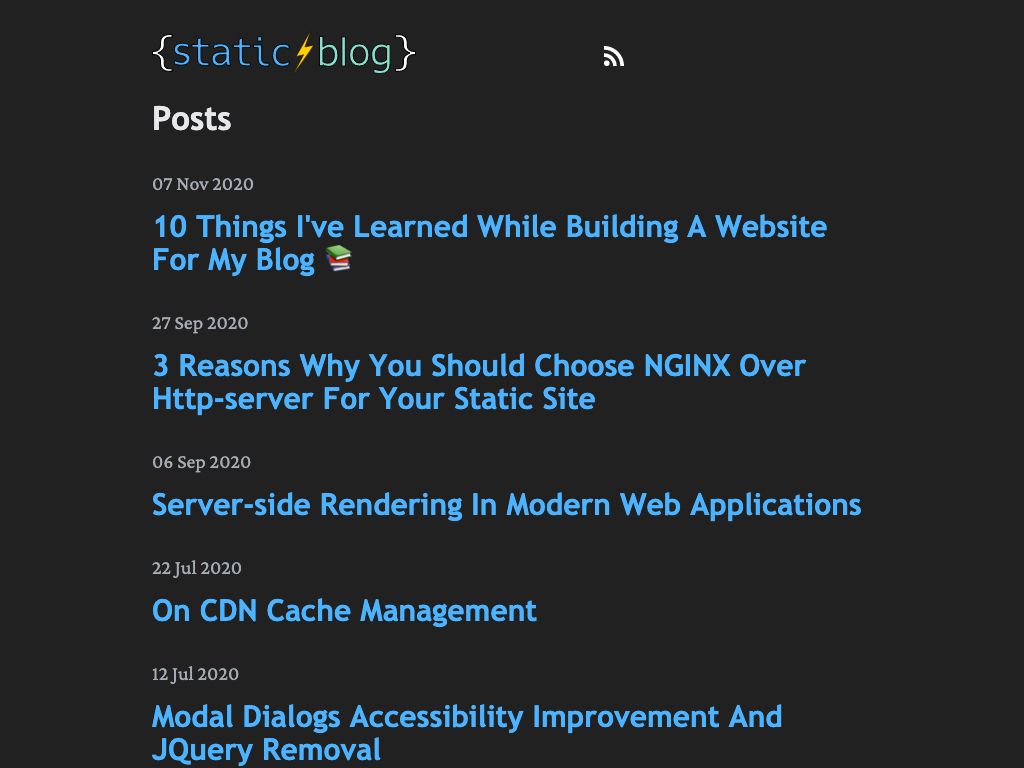 {static⚡blog}
Posts
07 Nov 2020
10 Things I've Learned While Building A Website
For My Blog 📚
27 Sep 2020
3 Reasons Why You Should Choose NGINX Over
Http-server For Your Static Site
06 Sep 2020
Server-side Rendering In Modern Web Applications
22 Jul 2020
On CDN Cache Management
12 Jul 2020
Modal Dialogs Accessibility Improvement And
JQuery Removal